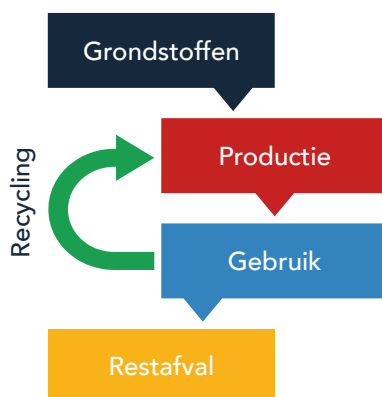 Grondstoffen
Productie
Recycling
Gebruik
Restafval